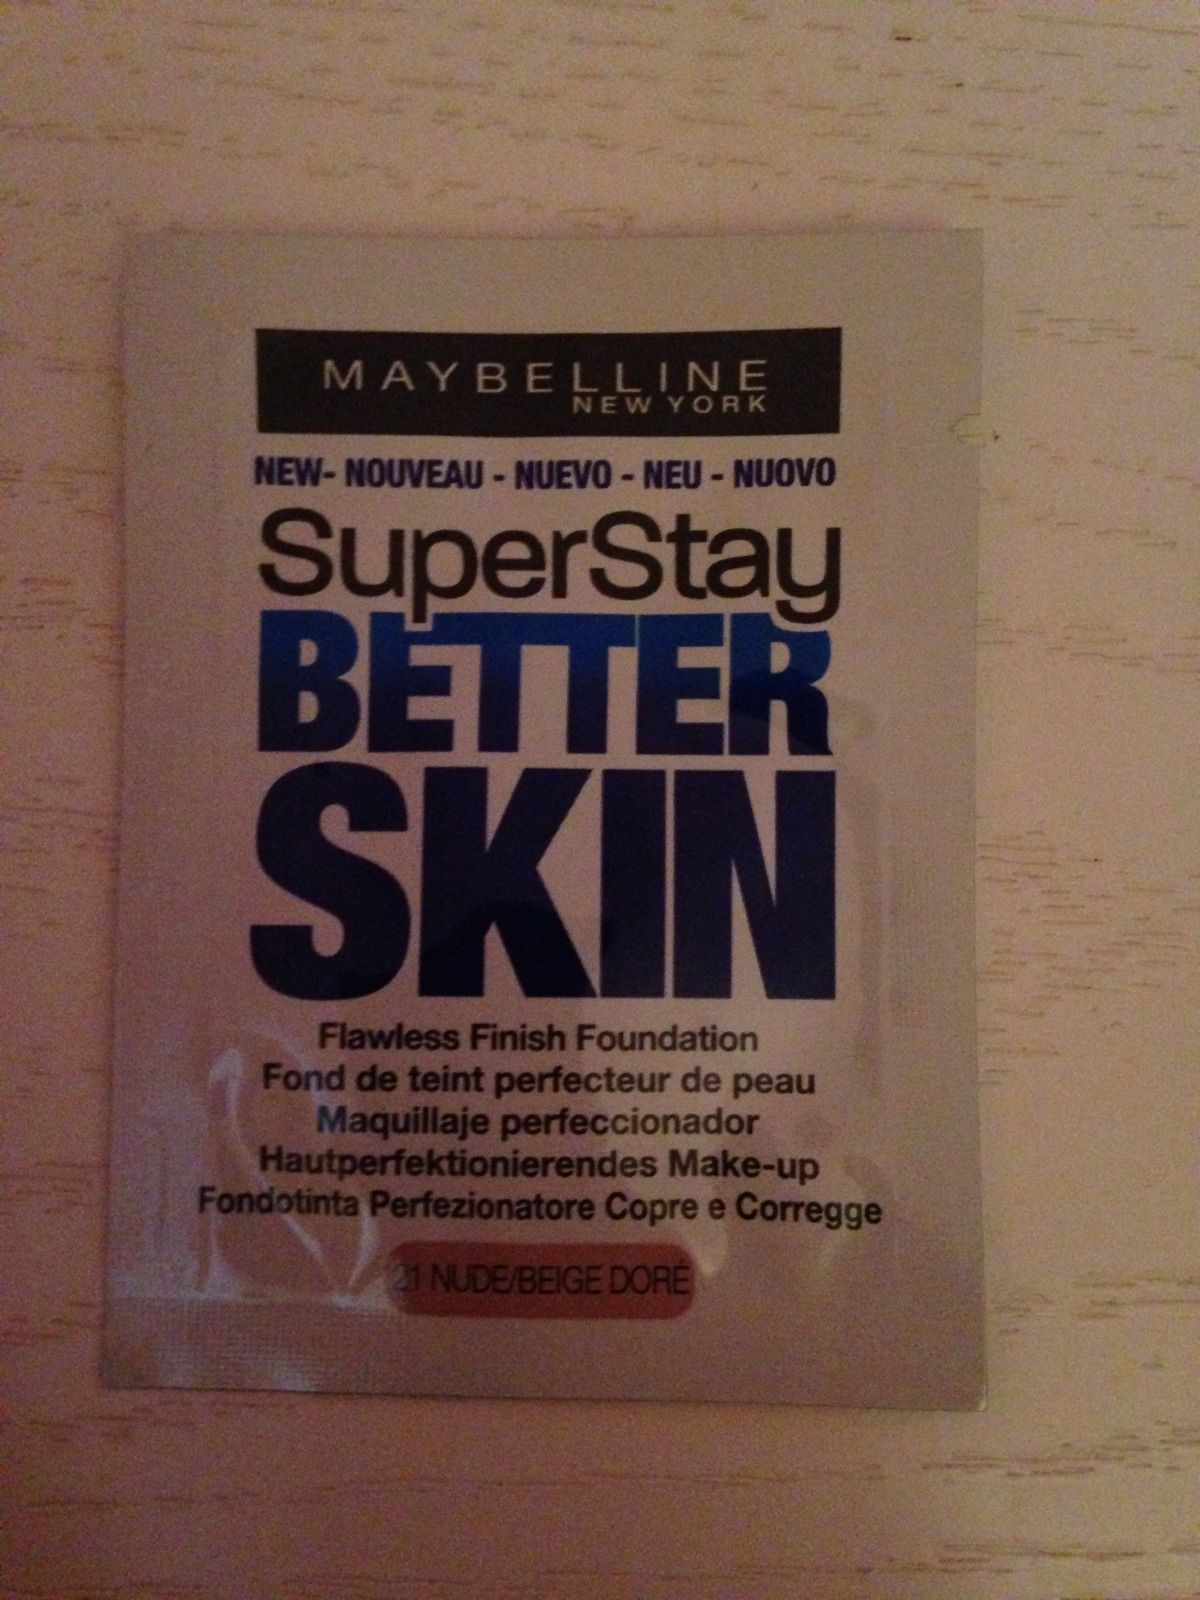 MAYBELLINE
NEW YORK
NEW- NOUVEAU - NUEVO - NEU - NUOVO
SuperStay
BETTER
SKIN
Flawless Finish Foundation
Fond de teint perfecteur de peau
Maquillaje perfeccionador
Hautperfektionierendes Make-up
Fondotinta Perfezionatore Copre e Corregge
21 NUDE/BEIGE DORÉ